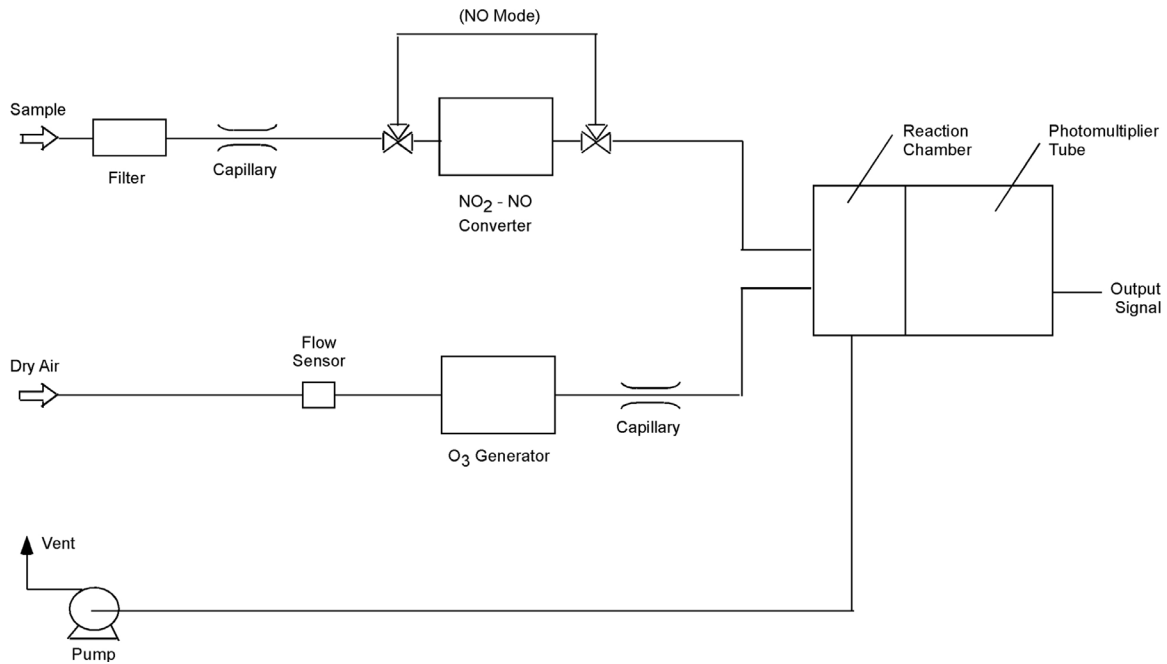 (NO Mode)
Sample
Filter
Capillary
NO2 - NO
Converter
Reaction
Chamber
Photomultiplier
Tube
Output
Signal
Dry Air
Flow
Sensor
O3 Generator
Capillary
Vent
Pump